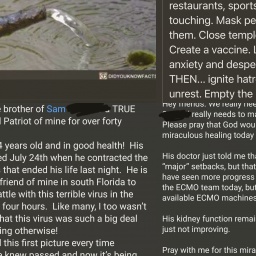 DIDYOUKNOWFACTS
brother of Sam TRUE
Patriot of mine for over forty
4 years old and in good health! His
ed July 24th when he contracted the
that ended his life last night. He is
friend of mine in south Florida to
attle with this terrible virus in the
four hours. Like many, I too wasn't
hat this virus was such a big deal
ing otherwise!
d this first picture every time
knew passed and now it's being
restaurants, sports
touching. Mask pe
them. Close temple
Create a vaccine. L
anxiety and despe
THEN... ignite hatr
unrest. Empty the
Hey friends. We really nee
really needs to ma
Please pray that God wou
miraculous healing today
His doctor just told me tha
"major" setbacks, but that
have seen more progress
the ECMO team today, but
available ECMO machines
His kidney function remai
just not improving.
Pray with me for this mira